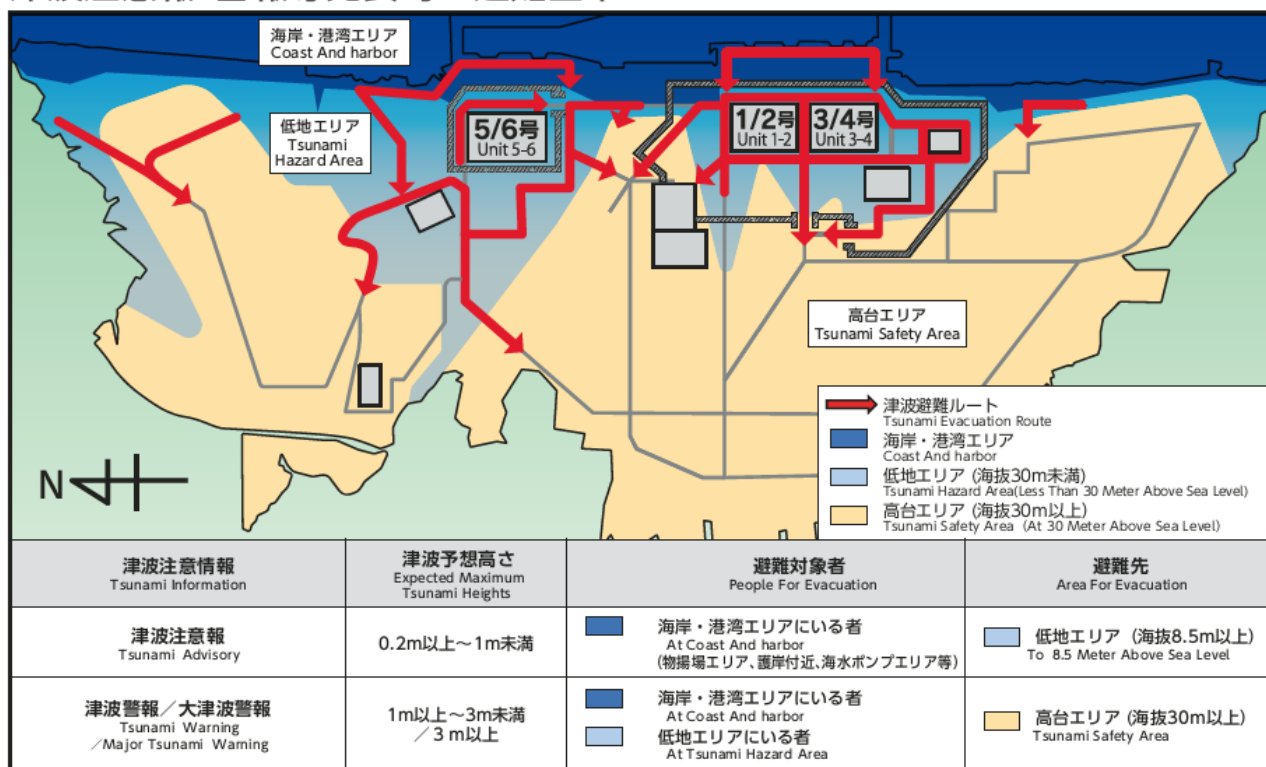 海岸・港湾エリア
Coast And harbor
低地エリア
Tsunami
Hazard Area
5/6号
Unit 5-6
1/2号
Unit 1-2
3/4号
Unit 3-4
高台エリア
Tsunami Safety Area
N
津波避難ルート
Tsunami Evacuation Route
海岸・港湾エリア
Coast And harbor
低地エリア (海抜30m未満)
Tsunami Hazard Area(Less Than 30 Meter Above Sea Level)
高台エリア (海抜30m以上)
Tsunami Safety Area (At 30 Meter Above Sea Level)
津波注意情報
Tsunami Information
津波予想高さ
Expected Maximum
Tsunami Heights
避難対象者
People For Evacuation
避難先
Area For Evacuation
津波注意報
Tsunami Advisory
0.2m以上～1m未満
海岸・港湾エリアにいる者
At Coast And harbor
(物揚場エリア、護岸付近、海水ポンプエリア等)
低地エリア (海抜8.5m以上)
To 8.5 Meter Above Sea Level
津波警報／大津波警報
Tsunami Warning
/Major Tsunami Warning
1m以上～3m未満
／3m以上
海岸・港湾エリアにいる者
At Coast And harbor
低地エリアにいる者
At Tsunami Hazard Area
高台エリア (海抜30m以上)
Tsunami Safety Area